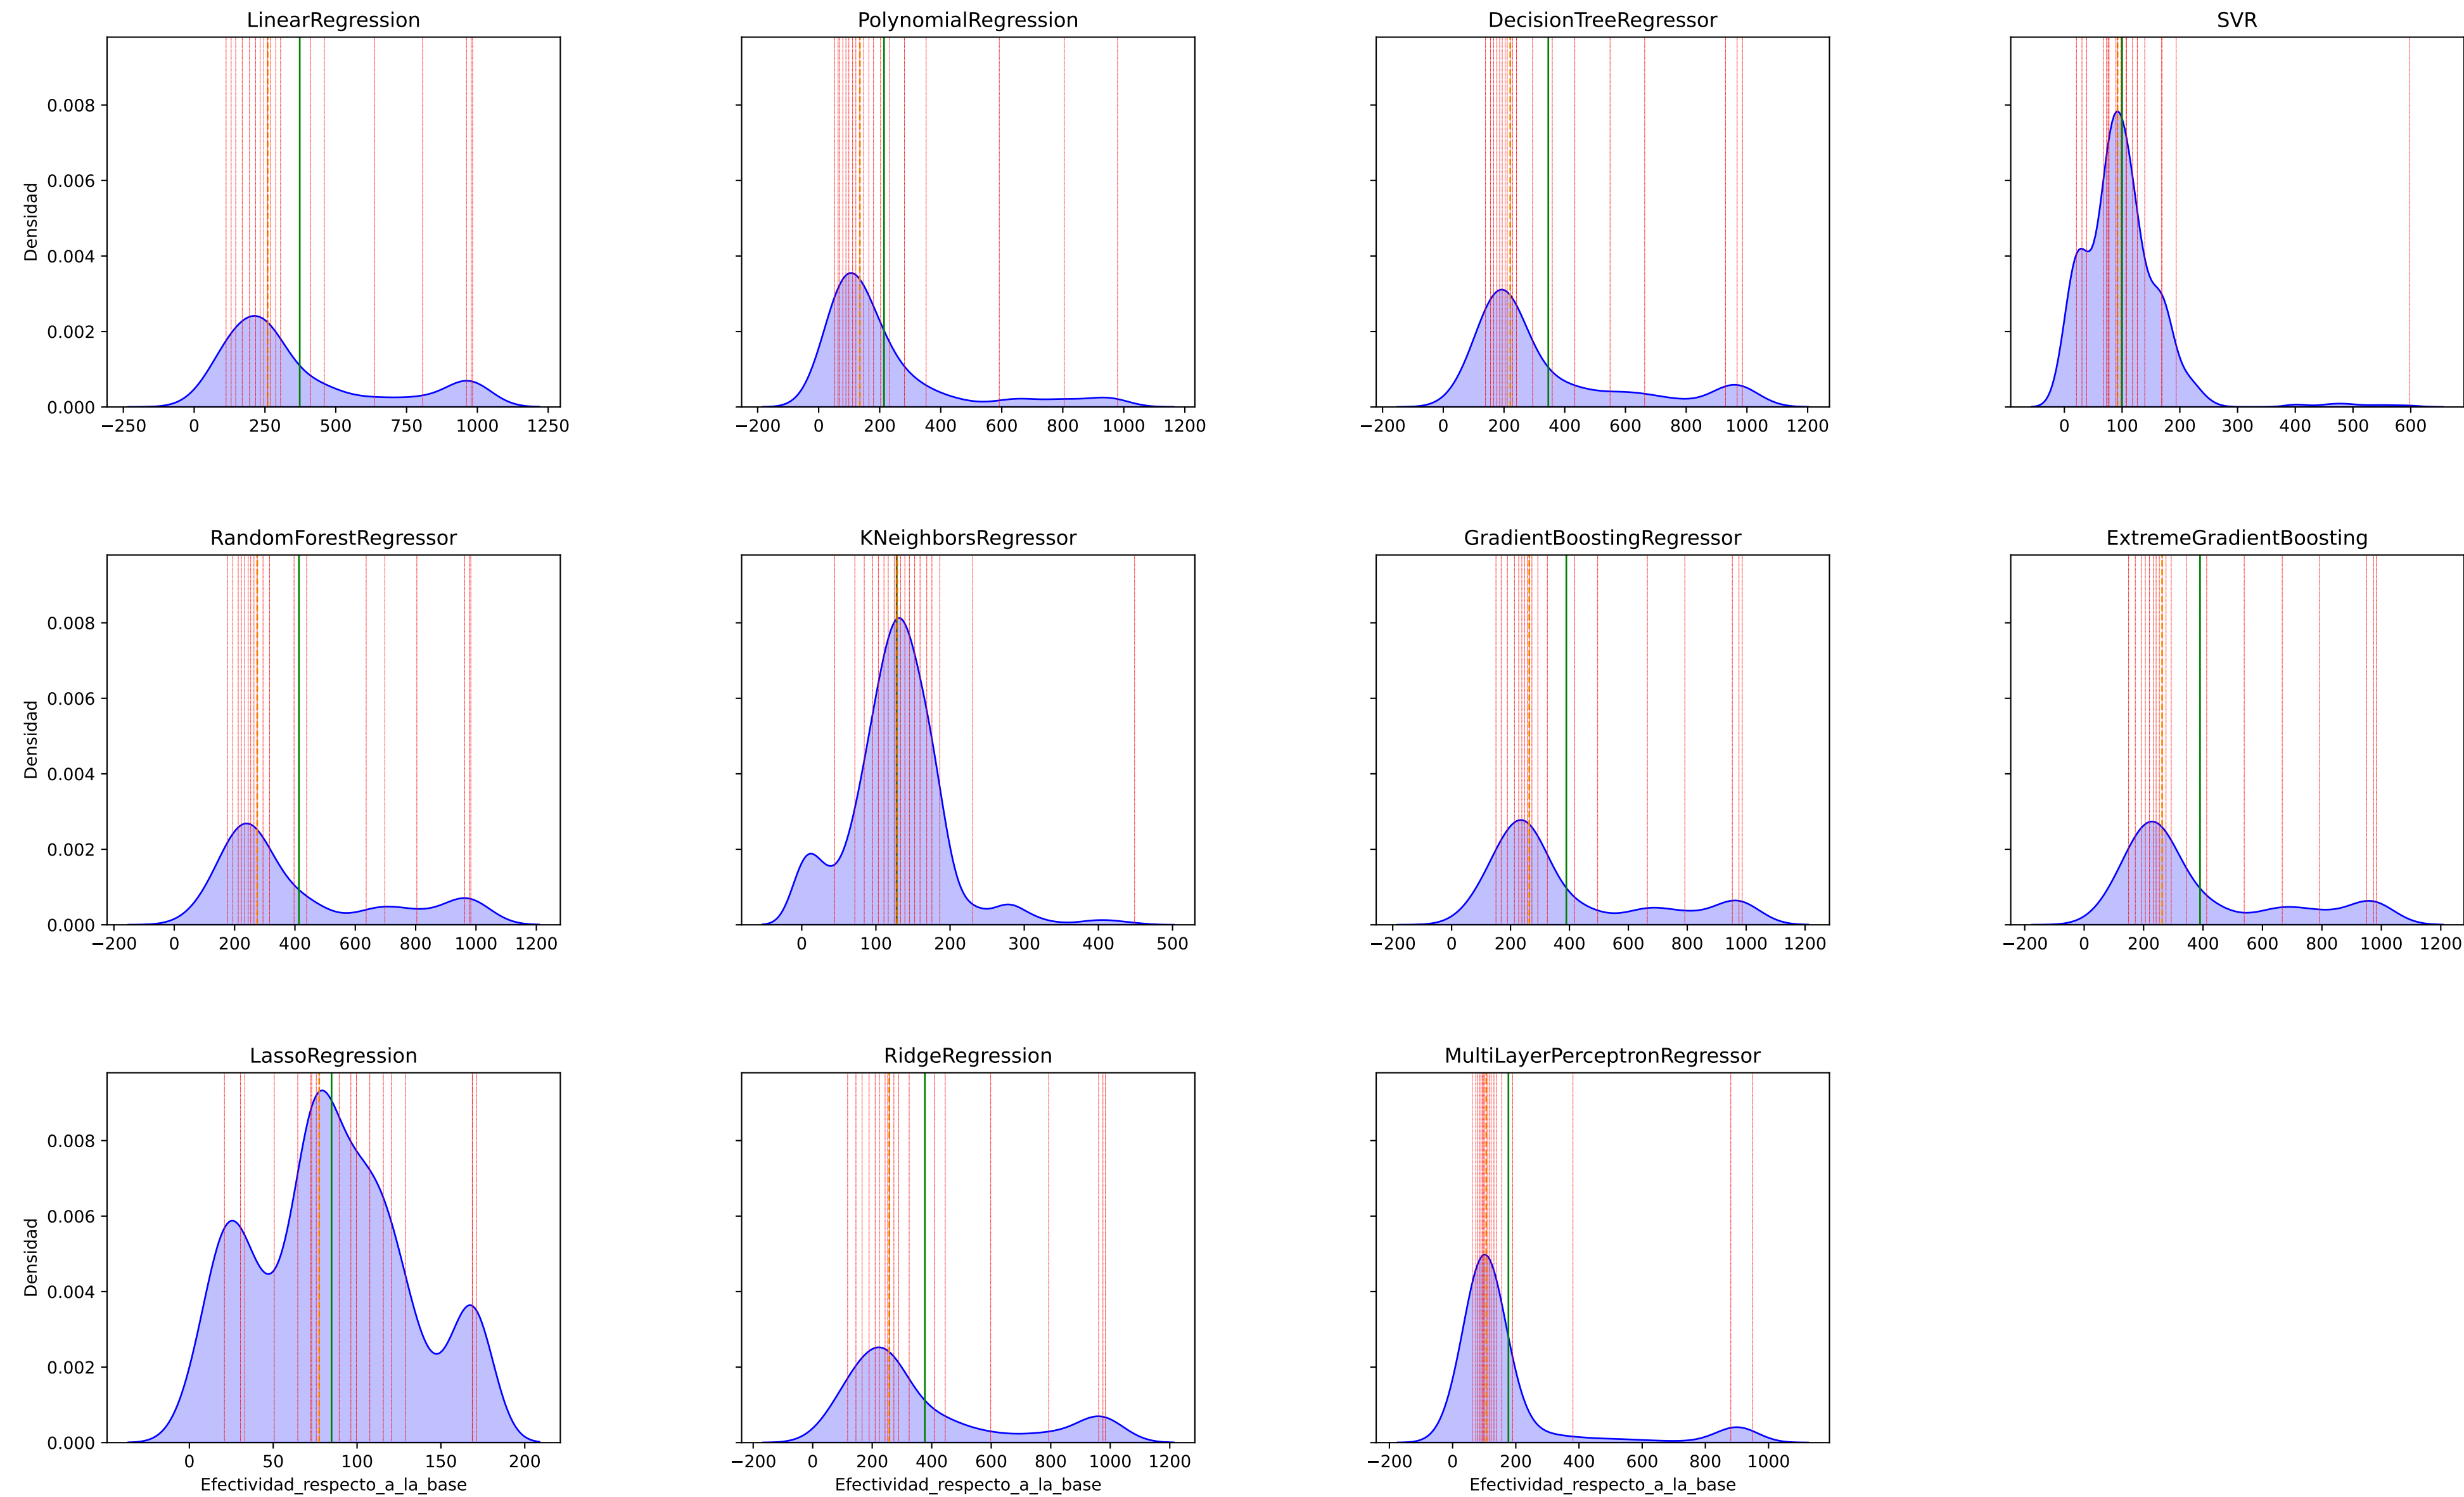 LinearRegression PolynomialRegression DecisionTreeRegressor SVR
Densidad
0.008
0.006
0.004
0.002
0.000
−250 0 250 500 750 1000 1250
−200 0 200 400 600 800 1000 1200
−200 0 200 400 600 800 1000 1200
0 100 200 300 400 500 600
RandomForestRegressor KNeighborsRegressor GradientBoostingRegressor ExtremeGradientBoosting
Densidad
0.008
0.006
0.004
0.002
0.000
−200 0 200 400 600 800 1000 1200
0 100 200 300 400 500
−200 0 200 400 600 800 1000 1200
−200 0 200 400 600 800 1000 1200
LassoRegression RidgeRegression MultiLayerPerceptronRegressor
Densidad
0.008
0.006
0.004
0.002
0.000
0 50 100 150 200
−200 0 200 400 600 800 1000 1200
−200 0 200 400 600 800 1000
Efectividad_respecto_a_la_base Efectividad_respecto_a_la_base Efectividad_respecto_a_la_base